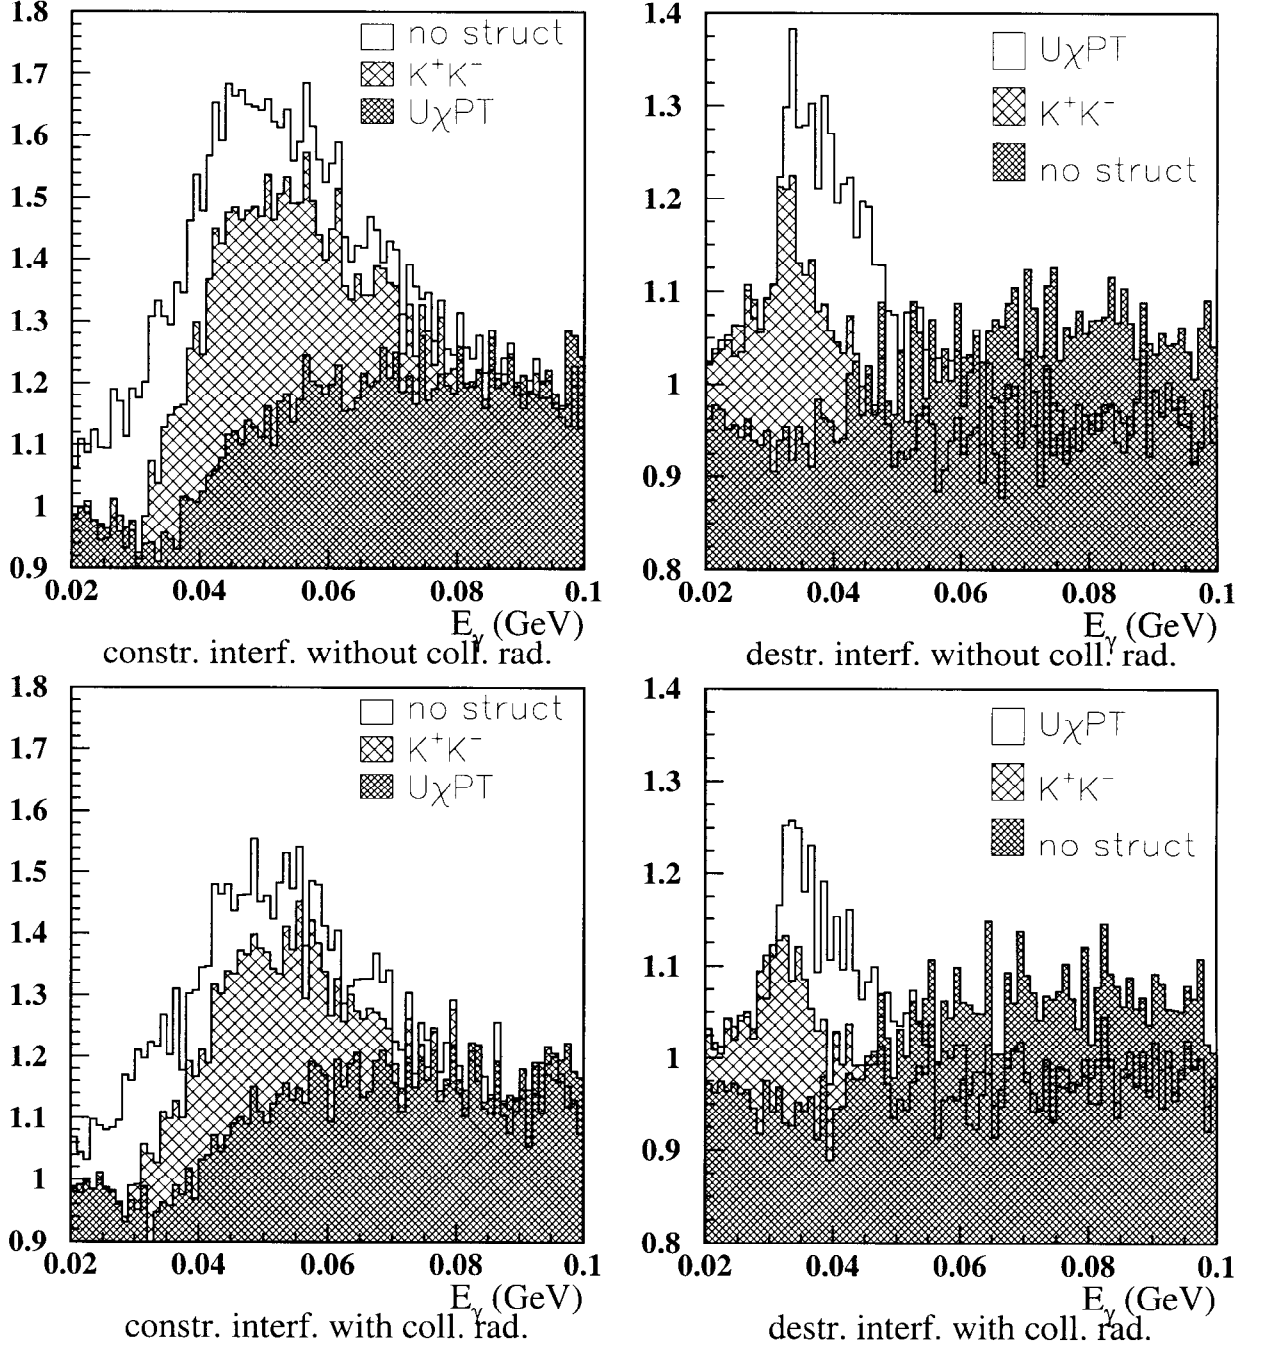 1.8
1.7
1.6
1.5
1.4
1.3
1.2
1.1
1
0.9
no struct
K⁺K⁻
UχPT
0.02 0.04 0.06 0.08 0.1
Eγ (GeV)
constr. interf. without coll. rad.
1.4
1.3
1.2
1.1
1
0.9
0.8
UχPT
K⁺K⁻
no struct
0.02 0.04 0.06 0.08 0.1
Eγ (GeV)
destr. interf. without coll. rad.
1.8
1.7
1.6
1.5
1.4
1.3
1.2
1.1
1
0.9
no struct
K⁺K⁻
UχPT
0.02 0.04 0.06 0.08 0.1
Eγ (GeV)
constr. interf. with coll. rad.
1.4
1.3
1.2
1.1
1
0.9
0.8
UχPT
K⁺K⁻
no struct
0.02 0.04 0.06 0.08 0.1
Eγ (GeV)
destr. interf. with coll. rad.